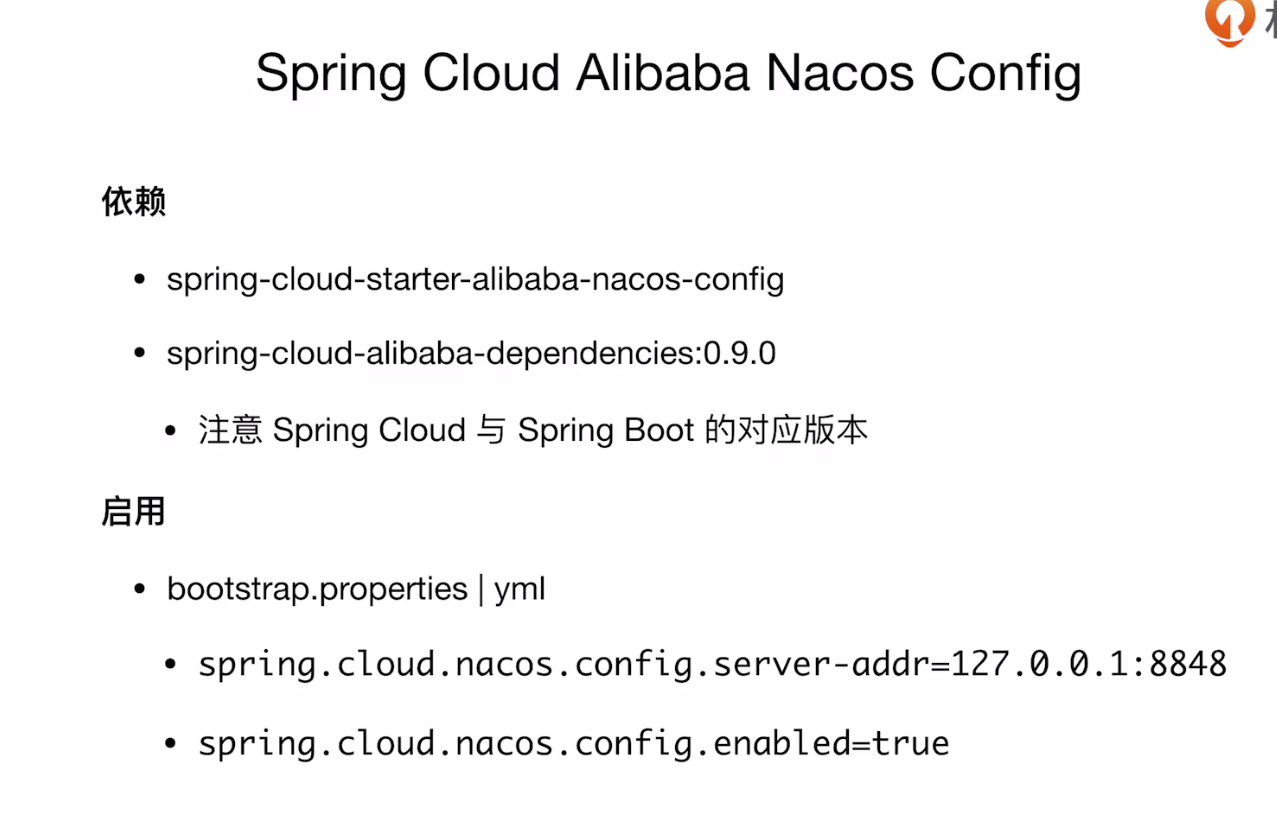 Spring Cloud Alibaba Nacos Config
依赖
• spring-cloud-starter-alibaba-nacos-config
• spring-cloud-alibaba-dependencies:0.9.0
• 注意 Spring Cloud 与 Spring Boot 的对应版本
启用
• bootstrap.properties | yml
• spring.cloud.nacos.config.server-addr=127.0.0.1:8848
• spring.cloud.nacos.config.enabled=true